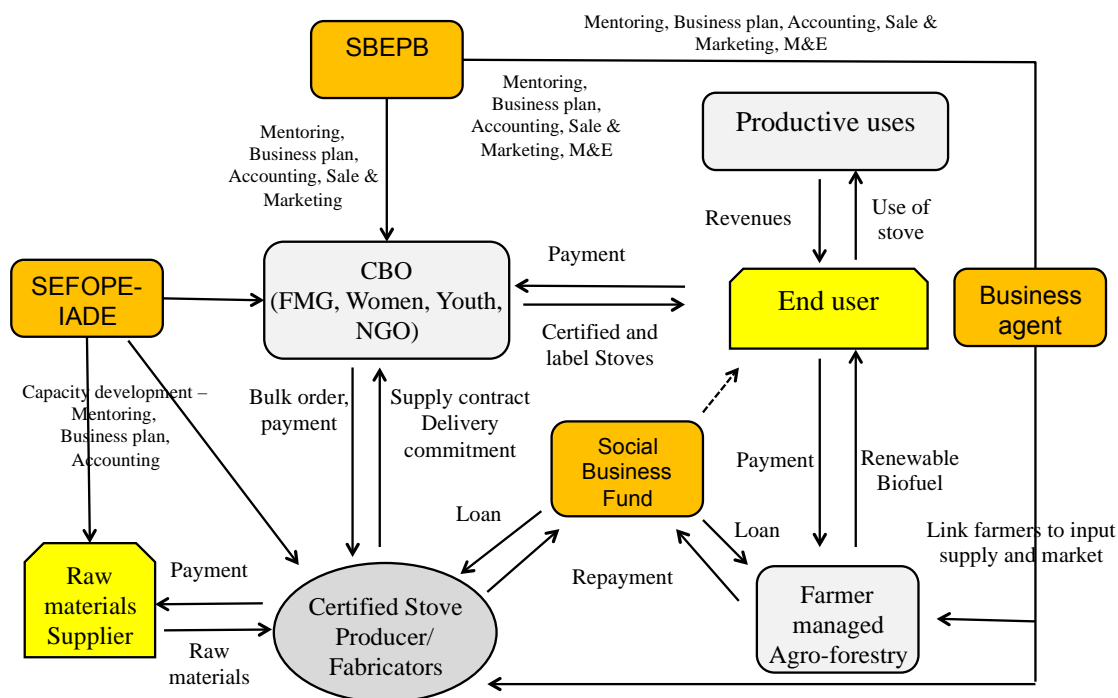 Mentoring, Business plan, Accounting, Sale &
Marketing, M&E
SBEPB
Mentoring,
Business plan,
Accounting, Sale &
Marketing, M&E
Mentoring,
Business plan,
Accounting, Sale &
Marketing
Productive uses
Revenues
Use of
stove
SEFOPE-
IADE
CBO
(FMG, Women, Youth,
NGO)
Payment
Certified and
label Stoves
End user
Business
agent
Capacity development –
Mentoring,
Business plan,
Accounting
Bulk order,
payment
Supply contract
Delivery
commitment
Social
Business
Fund
Payment
Renewable
Biofuel
Loan
Loan
Link farmers to input
supply and market
Raw
materials
Supplier
Payment
Raw
materials
Certified Stove
Producer/
Fabricators
Repayment
Farmer
managed
Agro-forestry